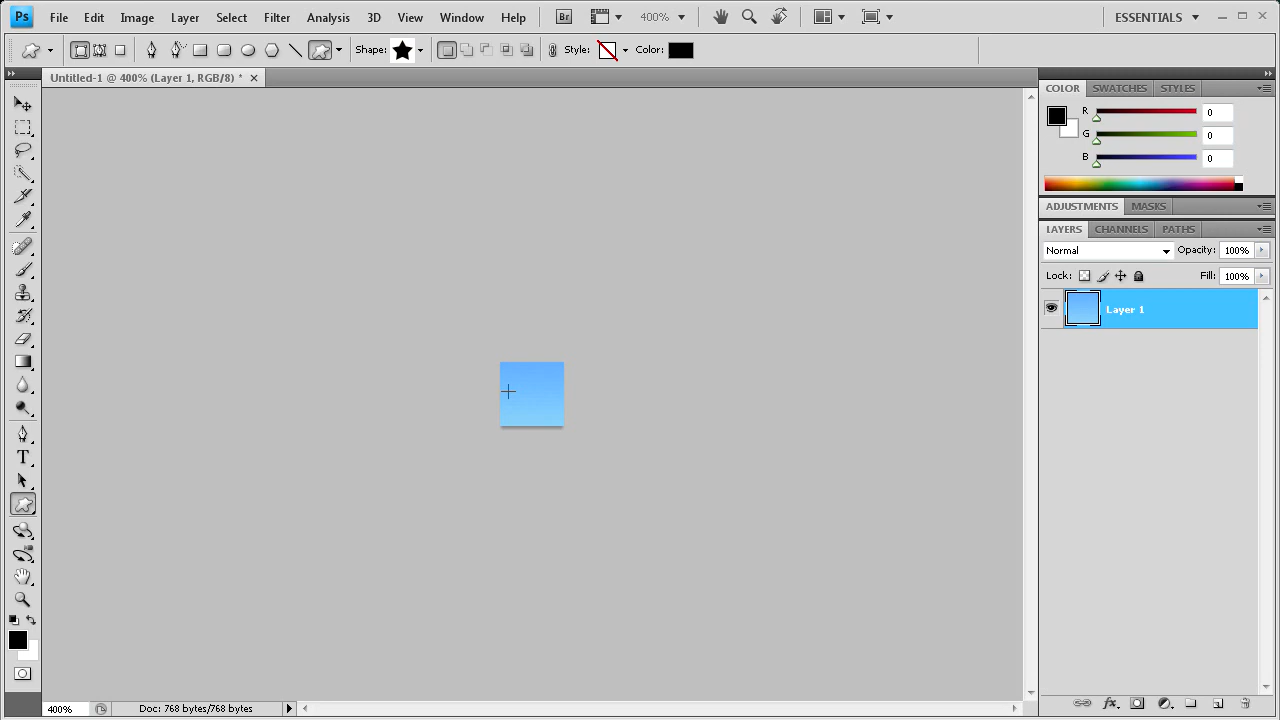 Ps File Edit Image Layer Select Filter Analysis 3D View Window Help Br 400% ESSENTIALS
Shape: Style: Color:
Untitled-1 @ 400% (Layer 1, RGB/8) *
COLOR SWATCHES STYLES
R 0
G 0
B 0
ADJUSTMENTS MASKS
LAYERS CHANNELS PATHS
Normal Opacity: 100%
Lock: Fill: 100%
Layer 1
T
400% Doc: 768 bytes/768 bytes
fx